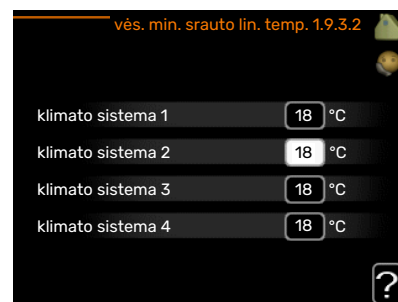 vės. min. srauto lin. temp. 1.9.3.2
klimato sistema 1 18 °C
klimato sistema 2 18 °C
klimato sistema 3 18 °C
klimato sistema 4 18 °C
?